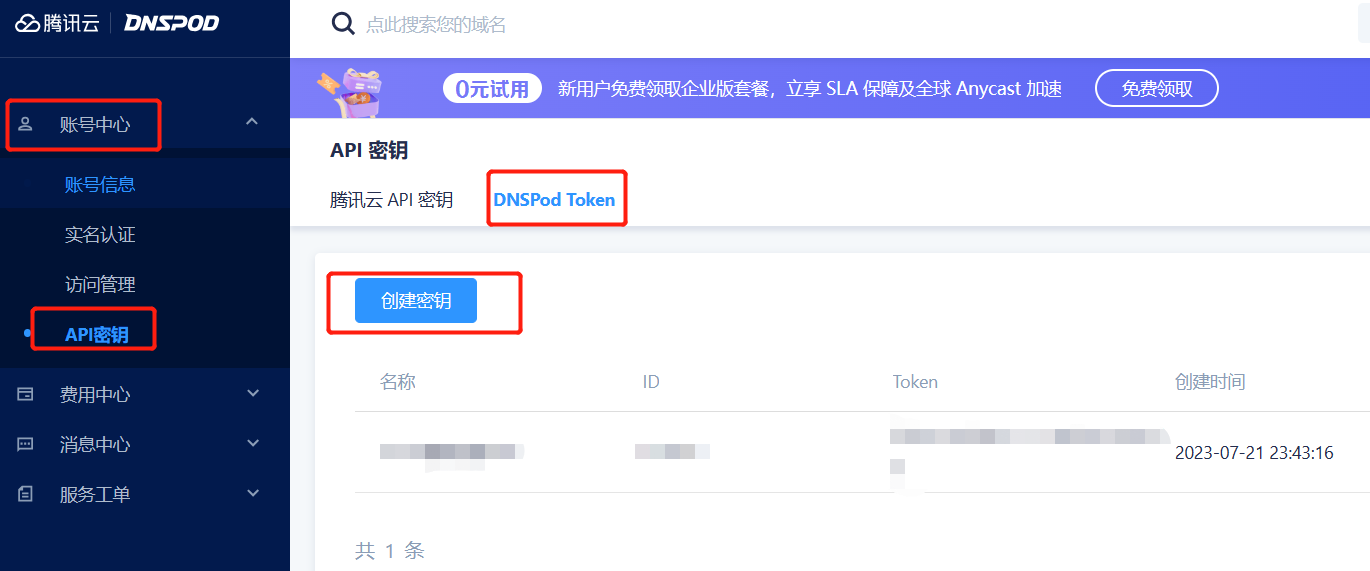 腾讯云 DNSPOD
点此搜索您的域名
0元试用 新用户免费领取企业版套餐，立享 SLA 保障及全球 Anycast 加速 免费领取
账号中心
账号信息
实名认证
访问管理
API密钥
费用中心
消息中心
服务工单
API 密钥
腾讯云 API 密钥 DNSPod Token
创建密钥
名称 ID Token 创建时间
2023-07-21 23:43:16
共 1 条